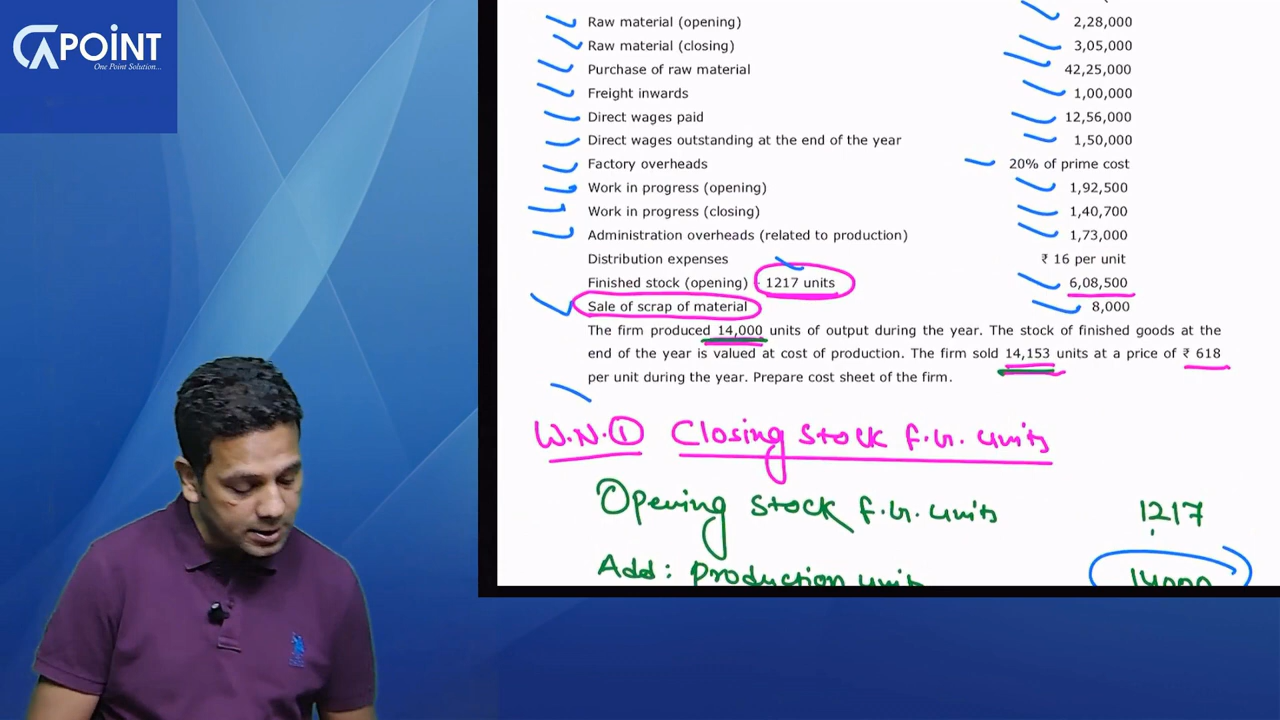 CAPOINT
One Point Solution...
Raw material (opening) 2,28,000
Raw material (closing) 3,05,000
Purchase of raw material 42,25,000
Freight inwards 1,00,000
Direct wages paid 12,56,000
Direct wages outstanding at the end of the year 1,50,000
Factory overheads 20% of prime cost
Work in progress (opening) 1,92,500
Work in progress (closing) 1,40,700
Administration overheads (related to production) 1,73,000
Distribution expenses ₹ 16 per unit
Finished stock (opening) - 1217 units 6,08,500
Sale of scrap of material 8,000
The firm produced 14,000 units of output during the year. The stock of finished goods at the
end of the year is valued at cost of production. The firm sold 14,153 units at a price of ₹ 618
per unit during the year. Prepare cost sheet of the firm.
W.N.① Closing Stock f.G. Units
Opening Stock f.G. Units 1217
Add: Production unit 14000